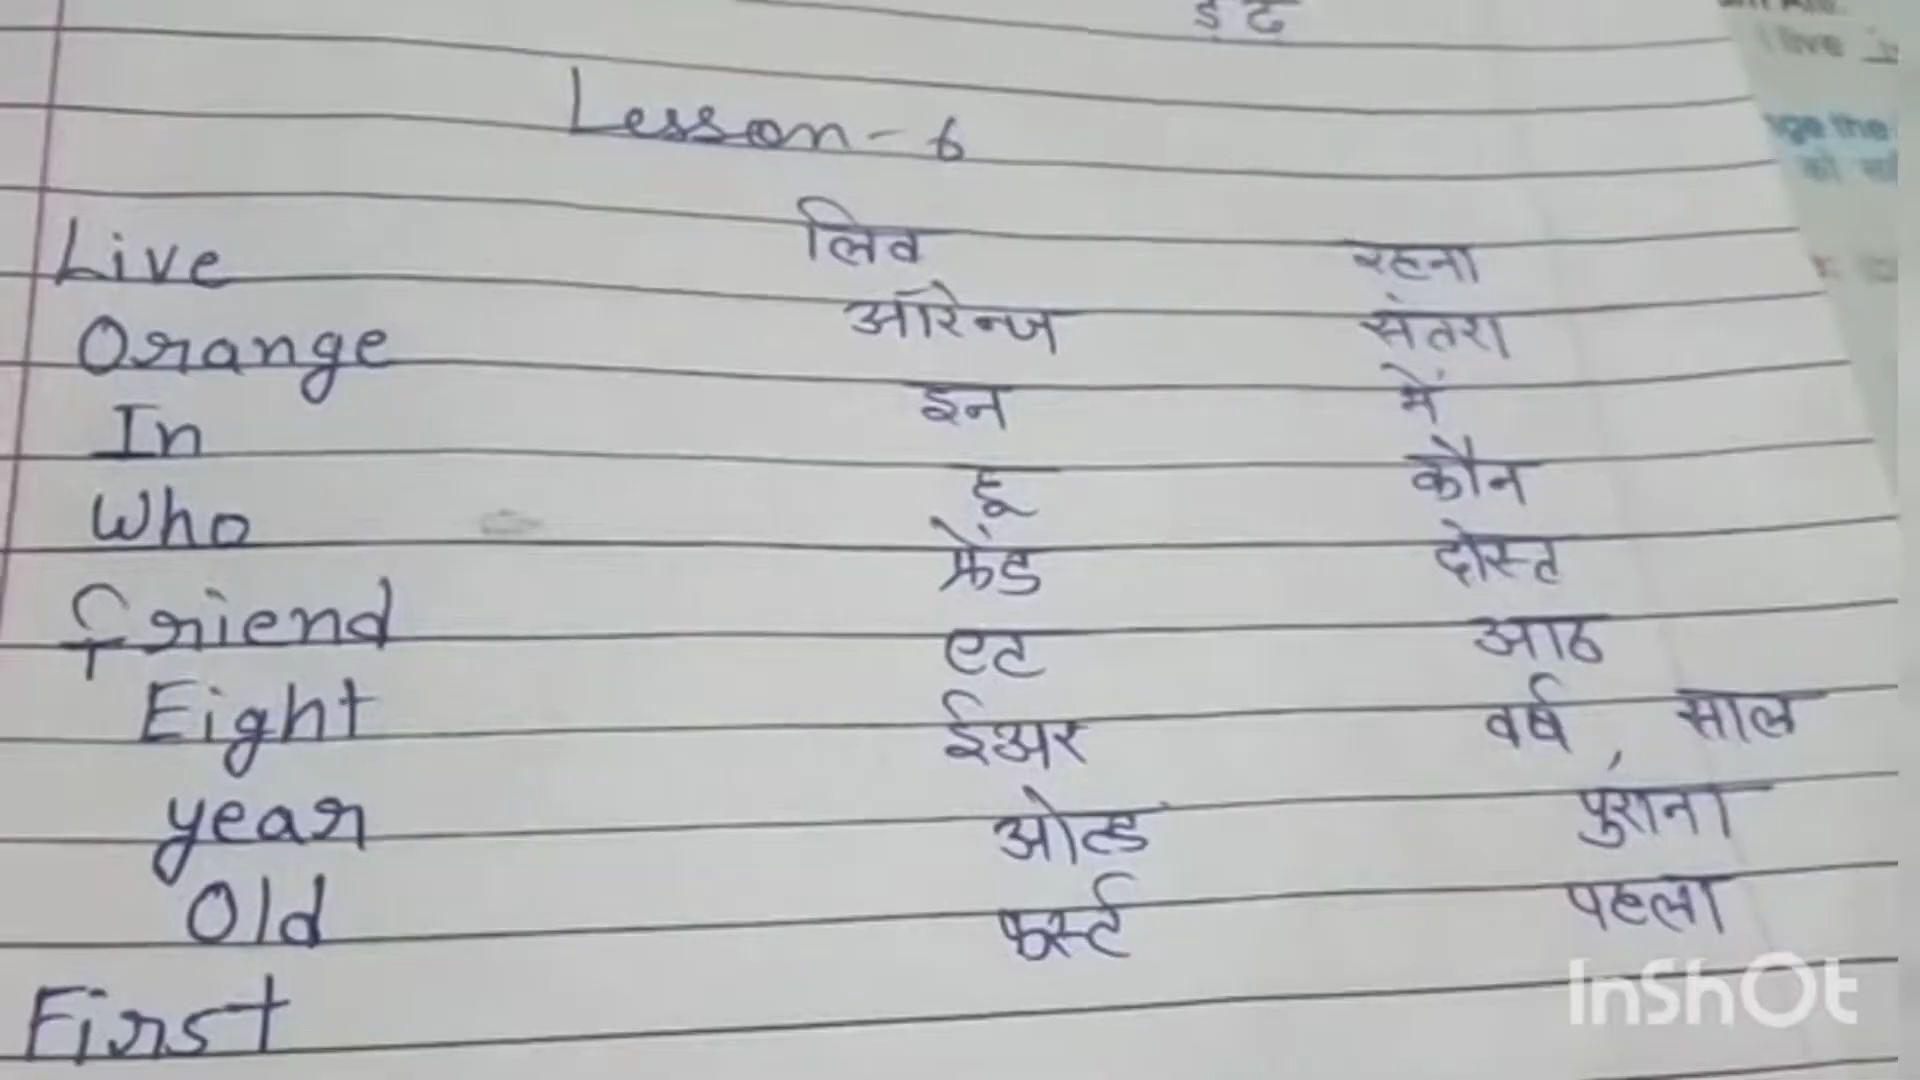 Lesson - 6
Live लिव रहना
Orange ऑरेन्ज संतरा
In इन में
Who हू कौन
friend फ्रेंड दोस्त
Eight एट आठ
year ईअर वर्ष , साल
Old ओल्ड पुराना
First फर्स्ट पहला
InShOt